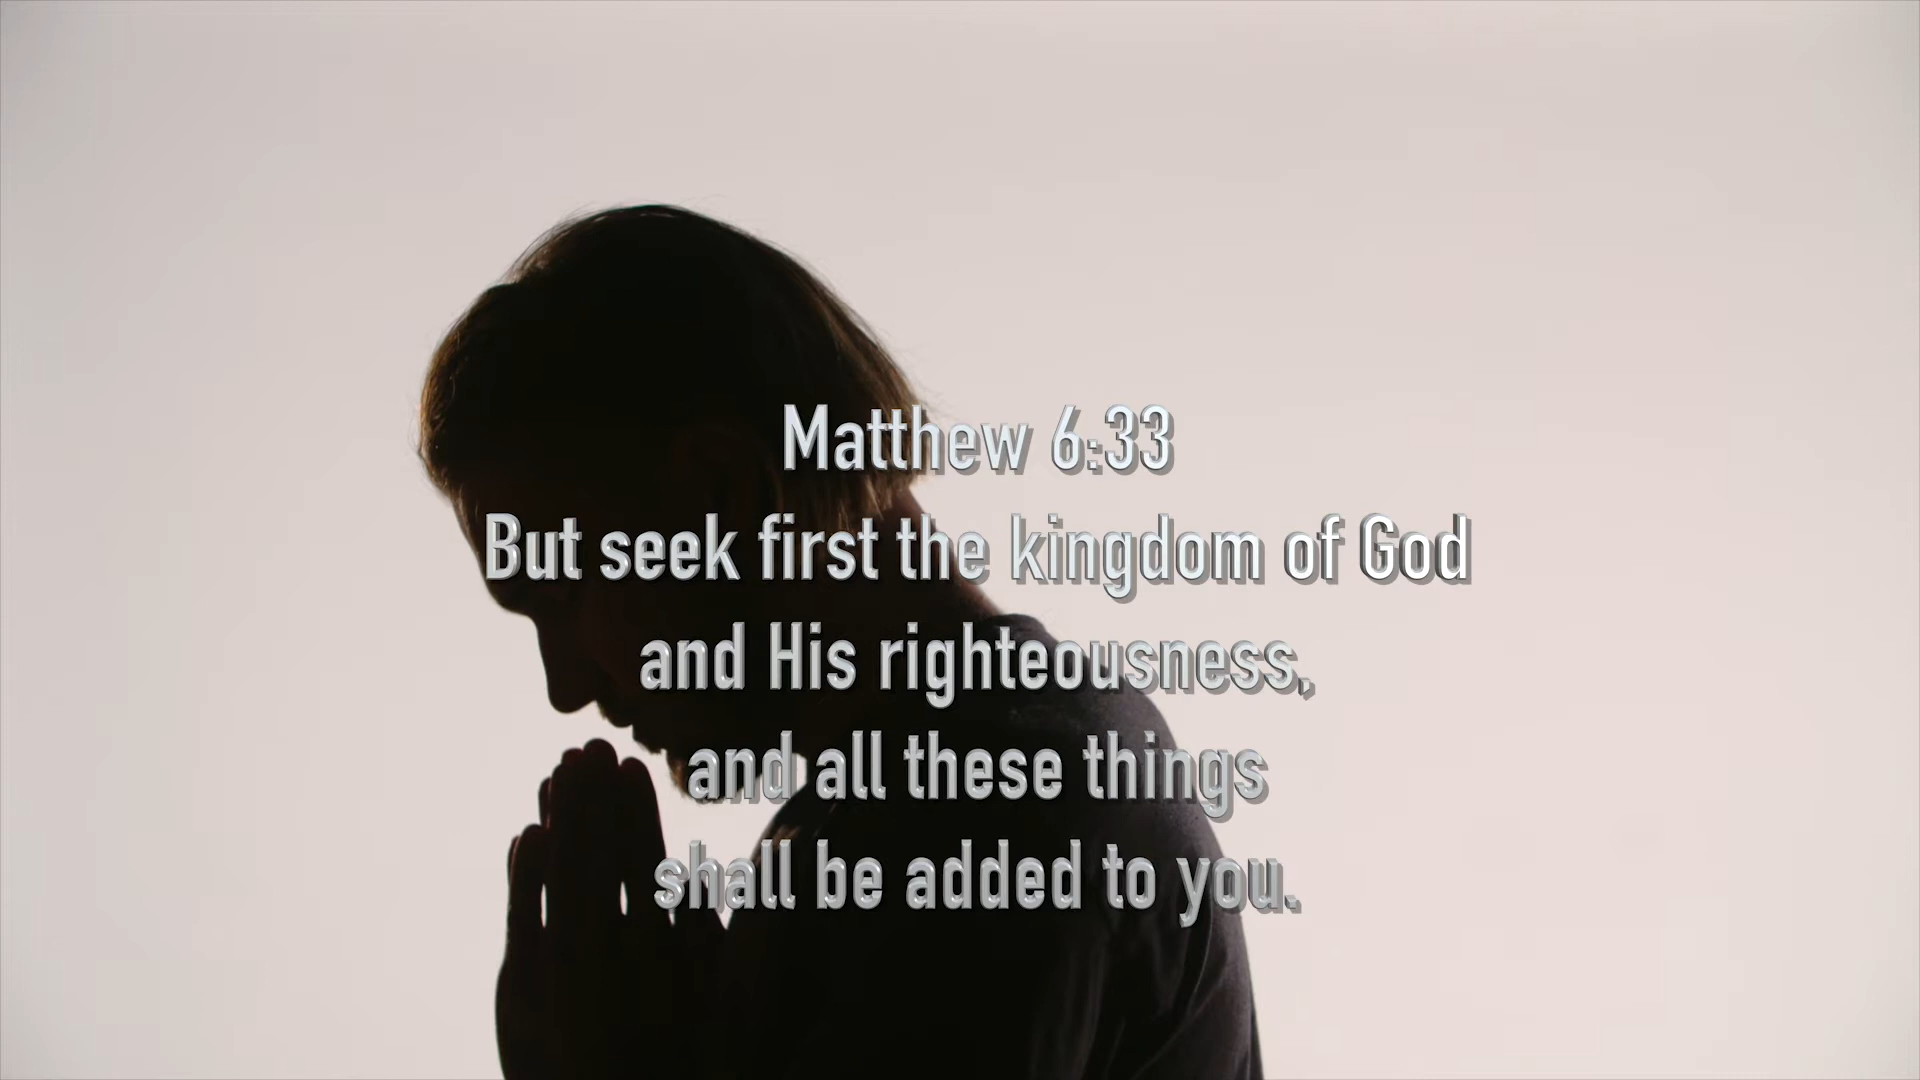 Matthew 6:33
But seek first the kingdom of God
and His righteousness,
and all these things
shall be added to you.